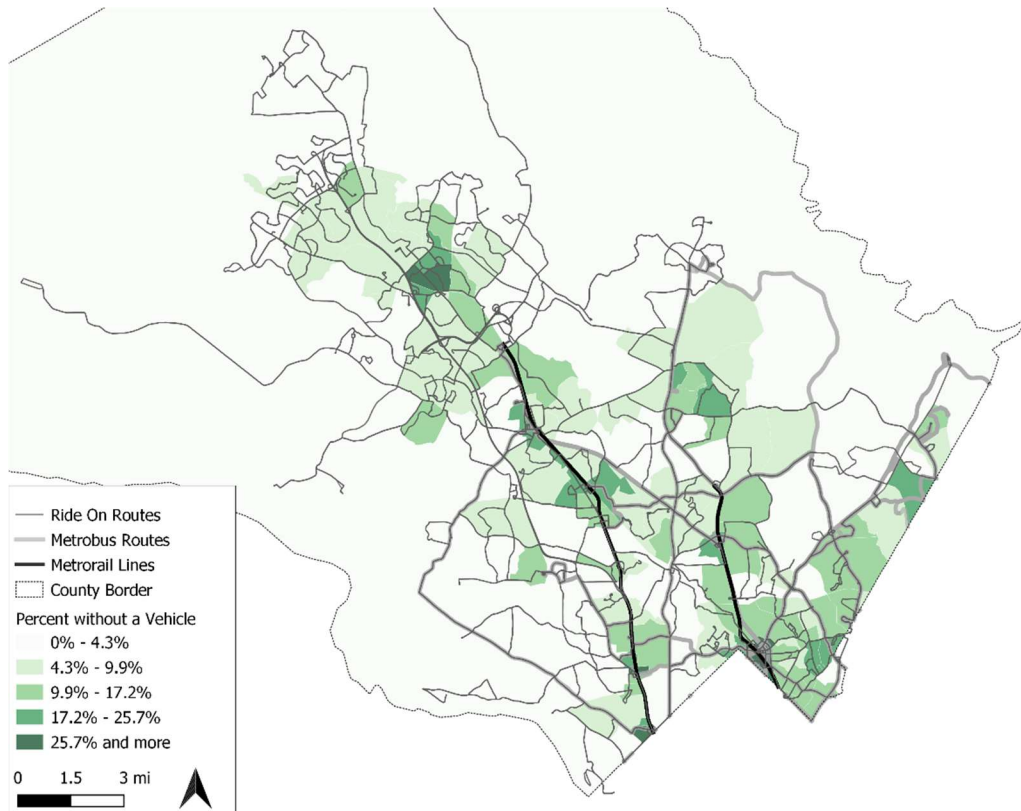 Ride On Routes
Metrobus Routes
Metrorail Lines
County Border
Percent without a Vehicle
0% - 4.3%
4.3% - 9.9%
9.9% - 17.2%
17.2% - 25.7%
25.7% and more
0 1.5 3 mi